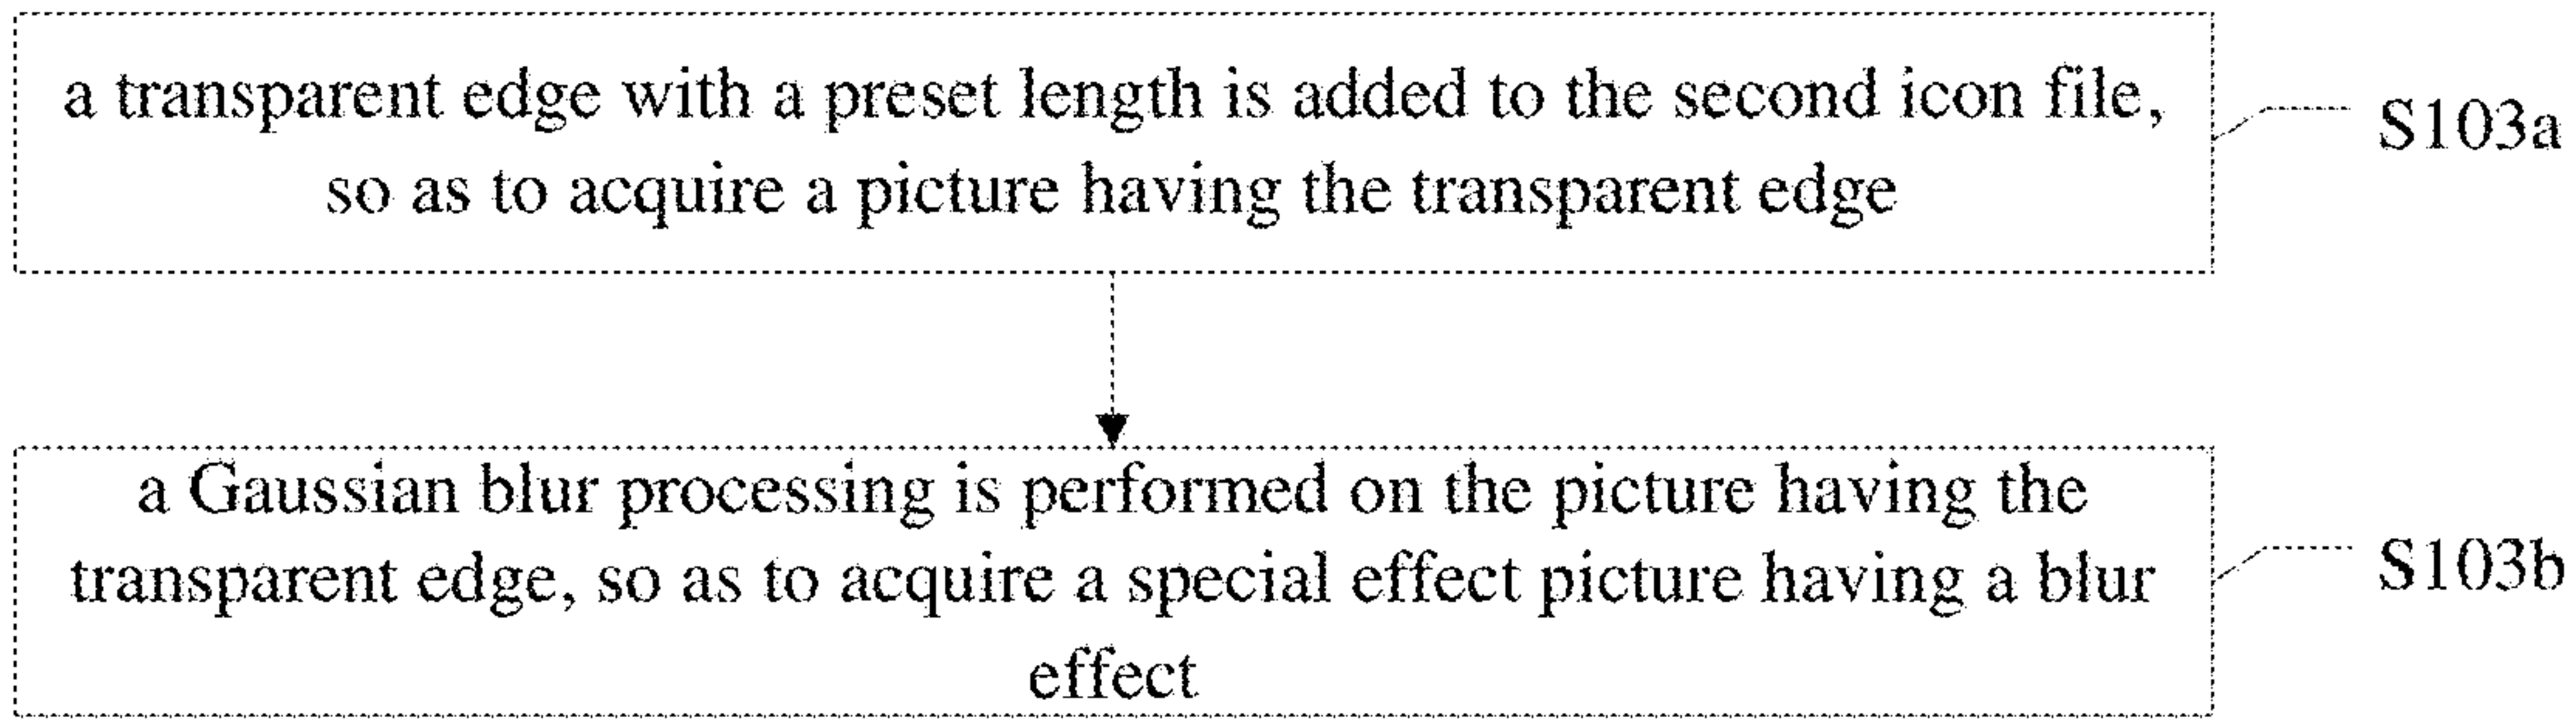 a transparent edge with a preset length is added to the second icon file,
so as to acquire a picture having the transparent edge
S103a
a Gaussian blur processing is performed on the picture having the
transparent edge, so as to acquire a special effect picture having a blur
effect
S103b